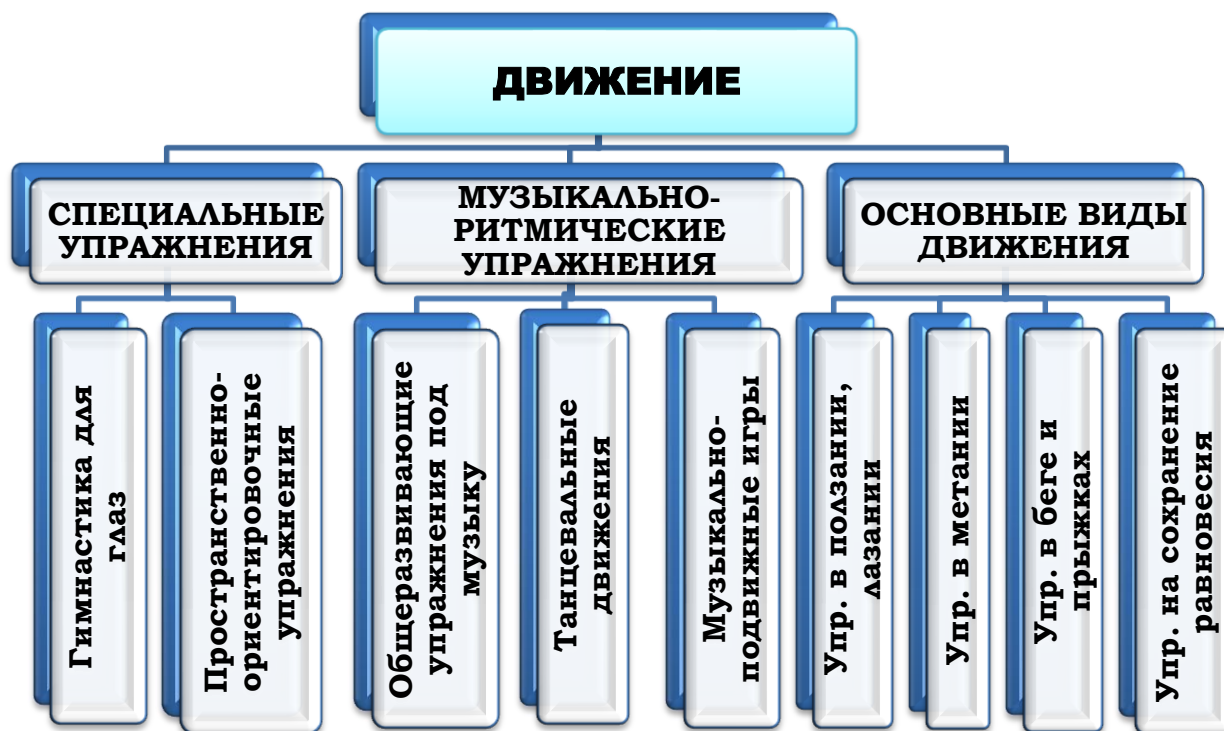 ДВИЖЕНИЕ
СПЕЦИАЛЬНЫЕ
УПРАЖНЕНИЯ
МУЗЫКАЛЬНО-
РИТМИЧЕСКИЕ
УПРАЖНЕНИЯ
ОСНОВНЫЕ ВИДЫ
ДВИЖЕНИЯ
Гимнастика для
глаз
Пространственно-
ориентировочные
упражнения
Общеразвивающие
упражнения под
музыку
Танцевальные
движения
Музыкально-
подвижные игры
Упр. в ползании,
лазании
Упр. в метании
Упр. в беге и
прыжках
Упр. на сохранение
равновесия